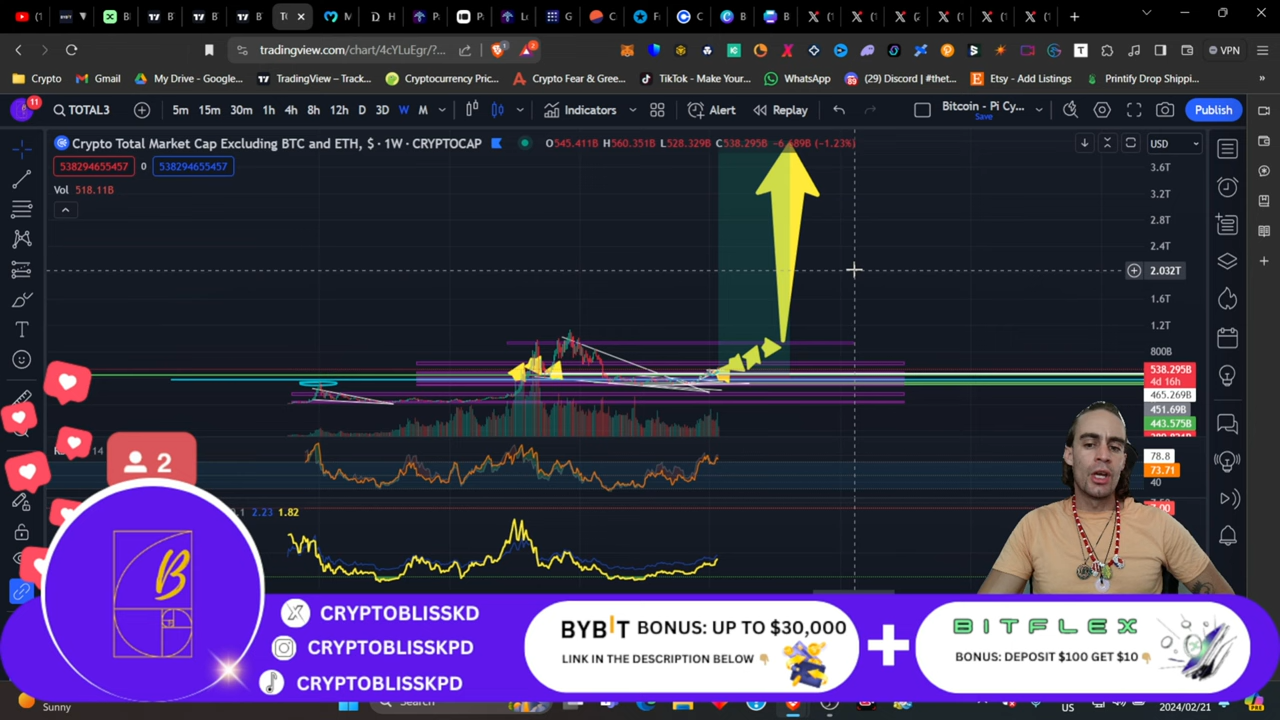 tradingview.com/chart/4cYLuEgr/?...
VPN
Crypto
Gmail
My Drive - Google...
TradingView – Track...
Cryptocurrency Pric...
Crypto Fear & Gree...
TikTok - Make Your...
WhatsApp
(29) Discord | #thet...
Etsy - Add Listings
Printify Drop Shippi...
11
TOTAL3
5m 15m 30m 1h 4h 8h 12h D 3D W M
Indicators
Alert
Replay
Bitcoin - Pi Cy...
Save
Publish
Crypto Total Market Cap Excluding BTC and ETH, $ · 1W · CRYPTOCAP
O545.411B H560.351B L528.329B C538.295B (−1.23%)
USD
538294655457 0 538294655457
Vol 518.11B
3.6T
3.2T
2.8T
2.4T
2.032T
1.6T
1.2T
800B
538.295B
4d 16h
465.269B
451.69B
443.575B
78.8
73.71
40
14
2.23 1.82
2
B
CRYPTOBLISSKD
CRYPTOBLISSKPD
CRYPTOBLISSKPD
BYBIT BONUS: UP TO $30,000
LINK IN THE DESCRIPTION BELOW
BITFLEX
BONUS: DEPOSIT $100 GET $10
Sunny
Search
US
2024/02/21